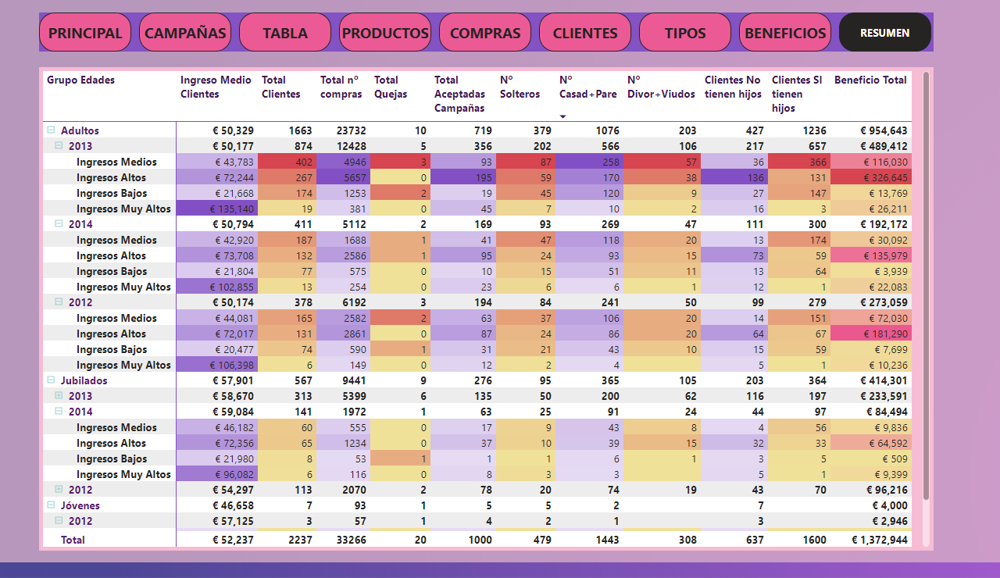 PRINCIPAL CAMPAÑAS TABLA PRODUCTOS COMPRAS CLIENTES TIPOS BENEFICIOS RESUMEN
Grupo Edades Ingreso Medio Clientes Total Clientes Total nº compras Total Quejas Total Aceptadas Campañas Nº Solteros Nº Casad+Pare Nº Divor+Viudos Clientes No tienen hijos Clientes SI tienen hijos Beneficio Total
Adultos € 50,329 1663 23732 10 719 379 1076 203 427 1236 € 954,643
2013 € 50,177 874 12428 5 356 202 566 106 217 657 € 489,412
Ingresos Medios € 43,783 402 4946 3 93 87 258 57 36 366 € 116,030
Ingresos Altos € 72,244 267 5657 0 195 59 170 38 136 131 € 326,645
Ingresos Bajos € 21,668 174 1253 2 19 45 120 9 27 147 € 13,769
Ingresos Muy Altos € 135,140 19 381 0 45 7 10 2 16 3 € 26,211
2014 € 50,794 411 5112 2 169 93 269 47 111 300 € 192,172
Ingresos Medios € 42,920 187 1688 1 41 47 118 20 13 174 € 30,092
Ingresos Altos € 73,708 132 2586 1 95 24 93 15 73 59 € 135,979
Ingresos Bajos € 21,804 77 575 0 10 15 51 11 13 64 € 3,939
Ingresos Muy Altos € 102,855 13 254 0 23 6 6 1 12 1 € 22,083
2012 € 50,174 378 6192 3 194 84 241 50 99 279 € 273,059
Ingresos Medios € 44,081 165 2582 2 63 37 106 20 14 151 € 72,030
Ingresos Altos € 72,017 131 2861 0 87 24 86 20 64 67 € 181,290
Ingresos Bajos € 20,477 74 590 1 31 21 43 10 15 59 € 7,699
Ingresos Muy Altos € 106,398 6 149 0 12 2 4 5 1 € 10,236
Jubilados € 57,901 567 9441 9 276 95 365 105 203 364 € 414,301
2013 € 58,670 313 5399 6 135 50 200 62 116 197 € 233,591
2014 € 59,084 141 1972 1 63 25 91 24 44 97 € 84,494
Ingresos Medios € 46,182 60 555 0 17 9 43 8 4 56 € 9,836
Ingresos Altos € 72,356 65 1234 0 37 10 39 15 32 33 € 64,592
Ingresos Bajos € 21,980 8 53 1 1 1 6 1 3 5 € 509
Ingresos Muy Altos € 96,082 6 116 0 8 3 3 5 1 € 9,399
2012 € 54,297 113 2070 2 78 20 74 19 43 70 € 96,216
Jóvenes € 46,658 7 93 1 5 5 2 7 € 4,000
2012 € 57,125 3 57 1 4 2 1 3 € 2,946
Total € 52,237 2237 33266 20 1000 479 1443 308 637 1600 € 1,372,944